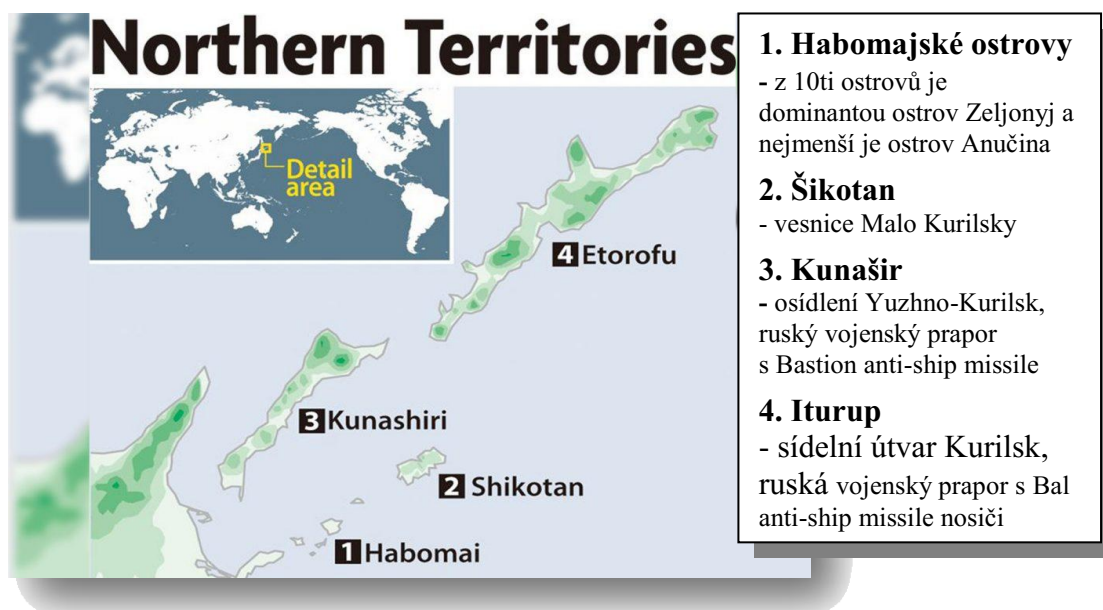 Northern Territories
Detail
area
4 Etorofu
3 Kunashiri
2 Shikotan
1 Habomai
1. Habomajské ostrovy
- z 10ti ostrovů je
dominantou ostrov Zeljonyj a
nejmenší je ostrov Anučina
2. Šikotan
- vesnice Malo Kurilsky
3. Kunašir
- osídlení Yuzhno-Kurilsk,
ruský vojenský prapor
s Bastion anti-ship missile
4. Iturup
- sídelní útvar Kurilsk,
ruská vojenský prapor s Bal
anti-ship missile nosiči